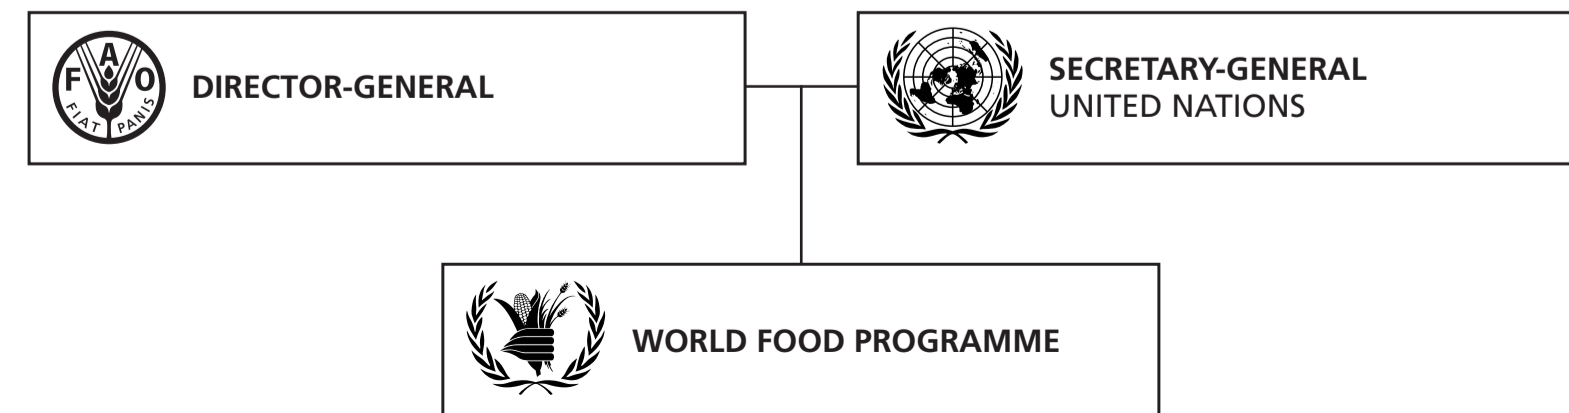 F A O
FIAT PANIS
DIRECTOR-GENERAL
SECRETARY-GENERAL
UNITED NATIONS
WORLD FOOD PROGRAMME